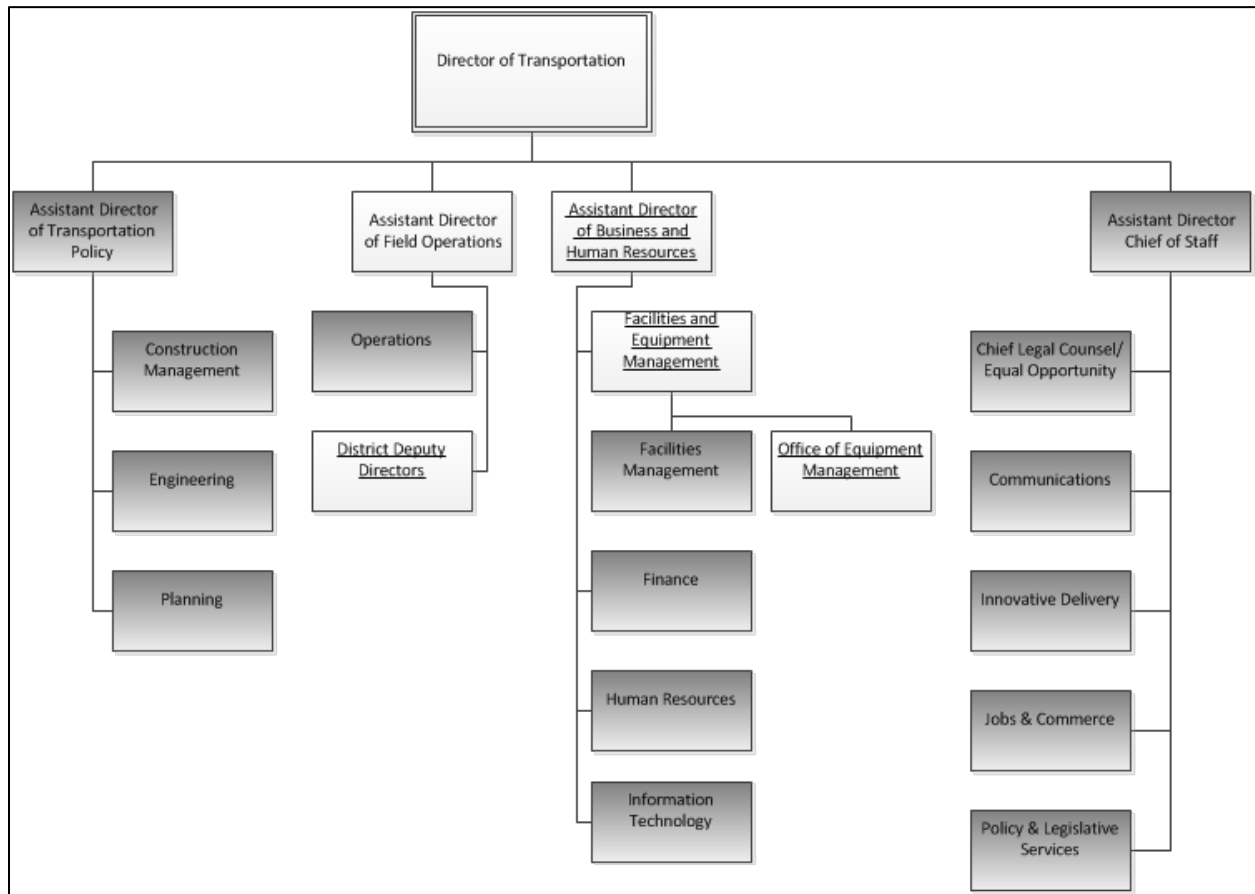 Director of Transportation
Assistant Director
of Transportation
Policy
Assistant Director
of Field Operations
Assistant Director
of Business and
Human Resources
Assistant Director
Chief of Staff
Construction
Management
Engineering
Planning
Operations
District Deputy
Directors
Facilities and
Equipment
Management
Facilities
Management
Office of Equipment
Management
Finance
Human Resources
Information
Technology
Chief Legal Counsel/
Equal Opportunity
Communications
Innovative Delivery
Jobs & Commerce
Policy & Legislative
Services